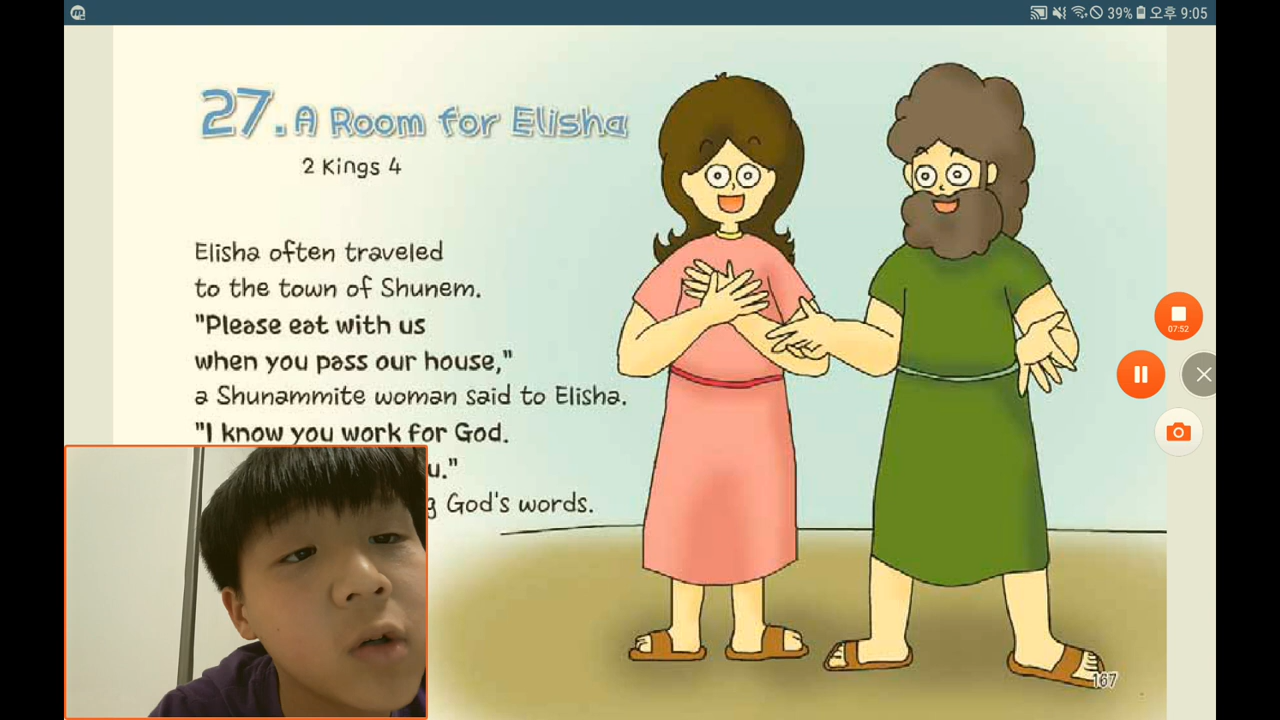 39% 오후 9:05
27. A Room for Elisha
2 Kings 4
Elisha often traveled
to the town of Shunem.
"Please eat with us
when you pass our house,"
a Shunammite woman said to Elisha.
"I know you work for God.
u."
g God's words.
07:52
167